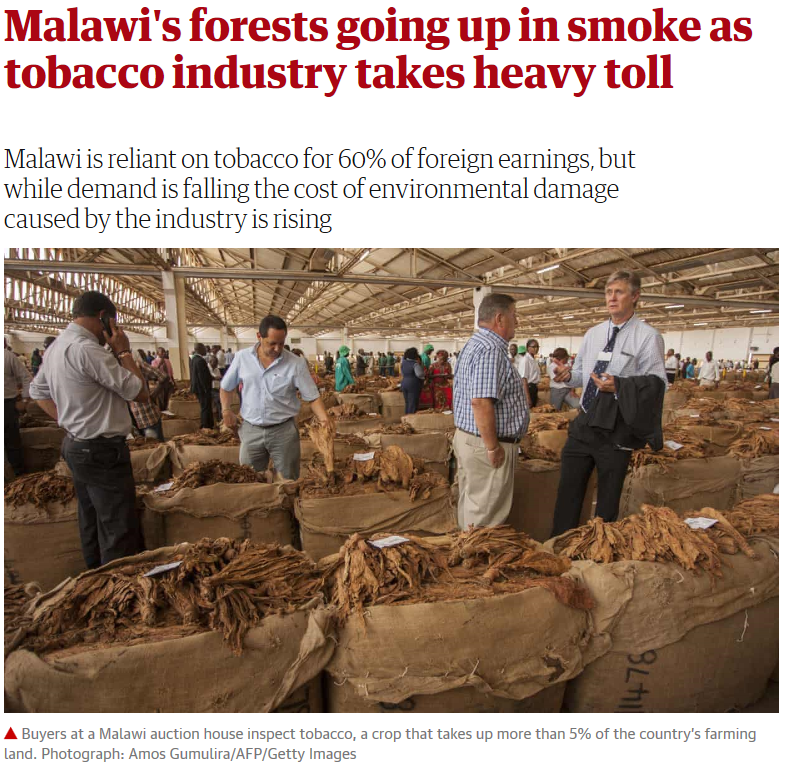 Malawi's forests going up in smoke as
tobacco industry takes heavy toll
Malawi is reliant on tobacco for 60% of foreign earnings, but
while demand is falling the cost of environmental damage
caused by the industry is rising
1478
Buyers at a Malawi auction house inspect tobacco, a crop that takes up more than 5% of the country's farming
land. Photograph: Amos Gumulira/AFP/Getty Images